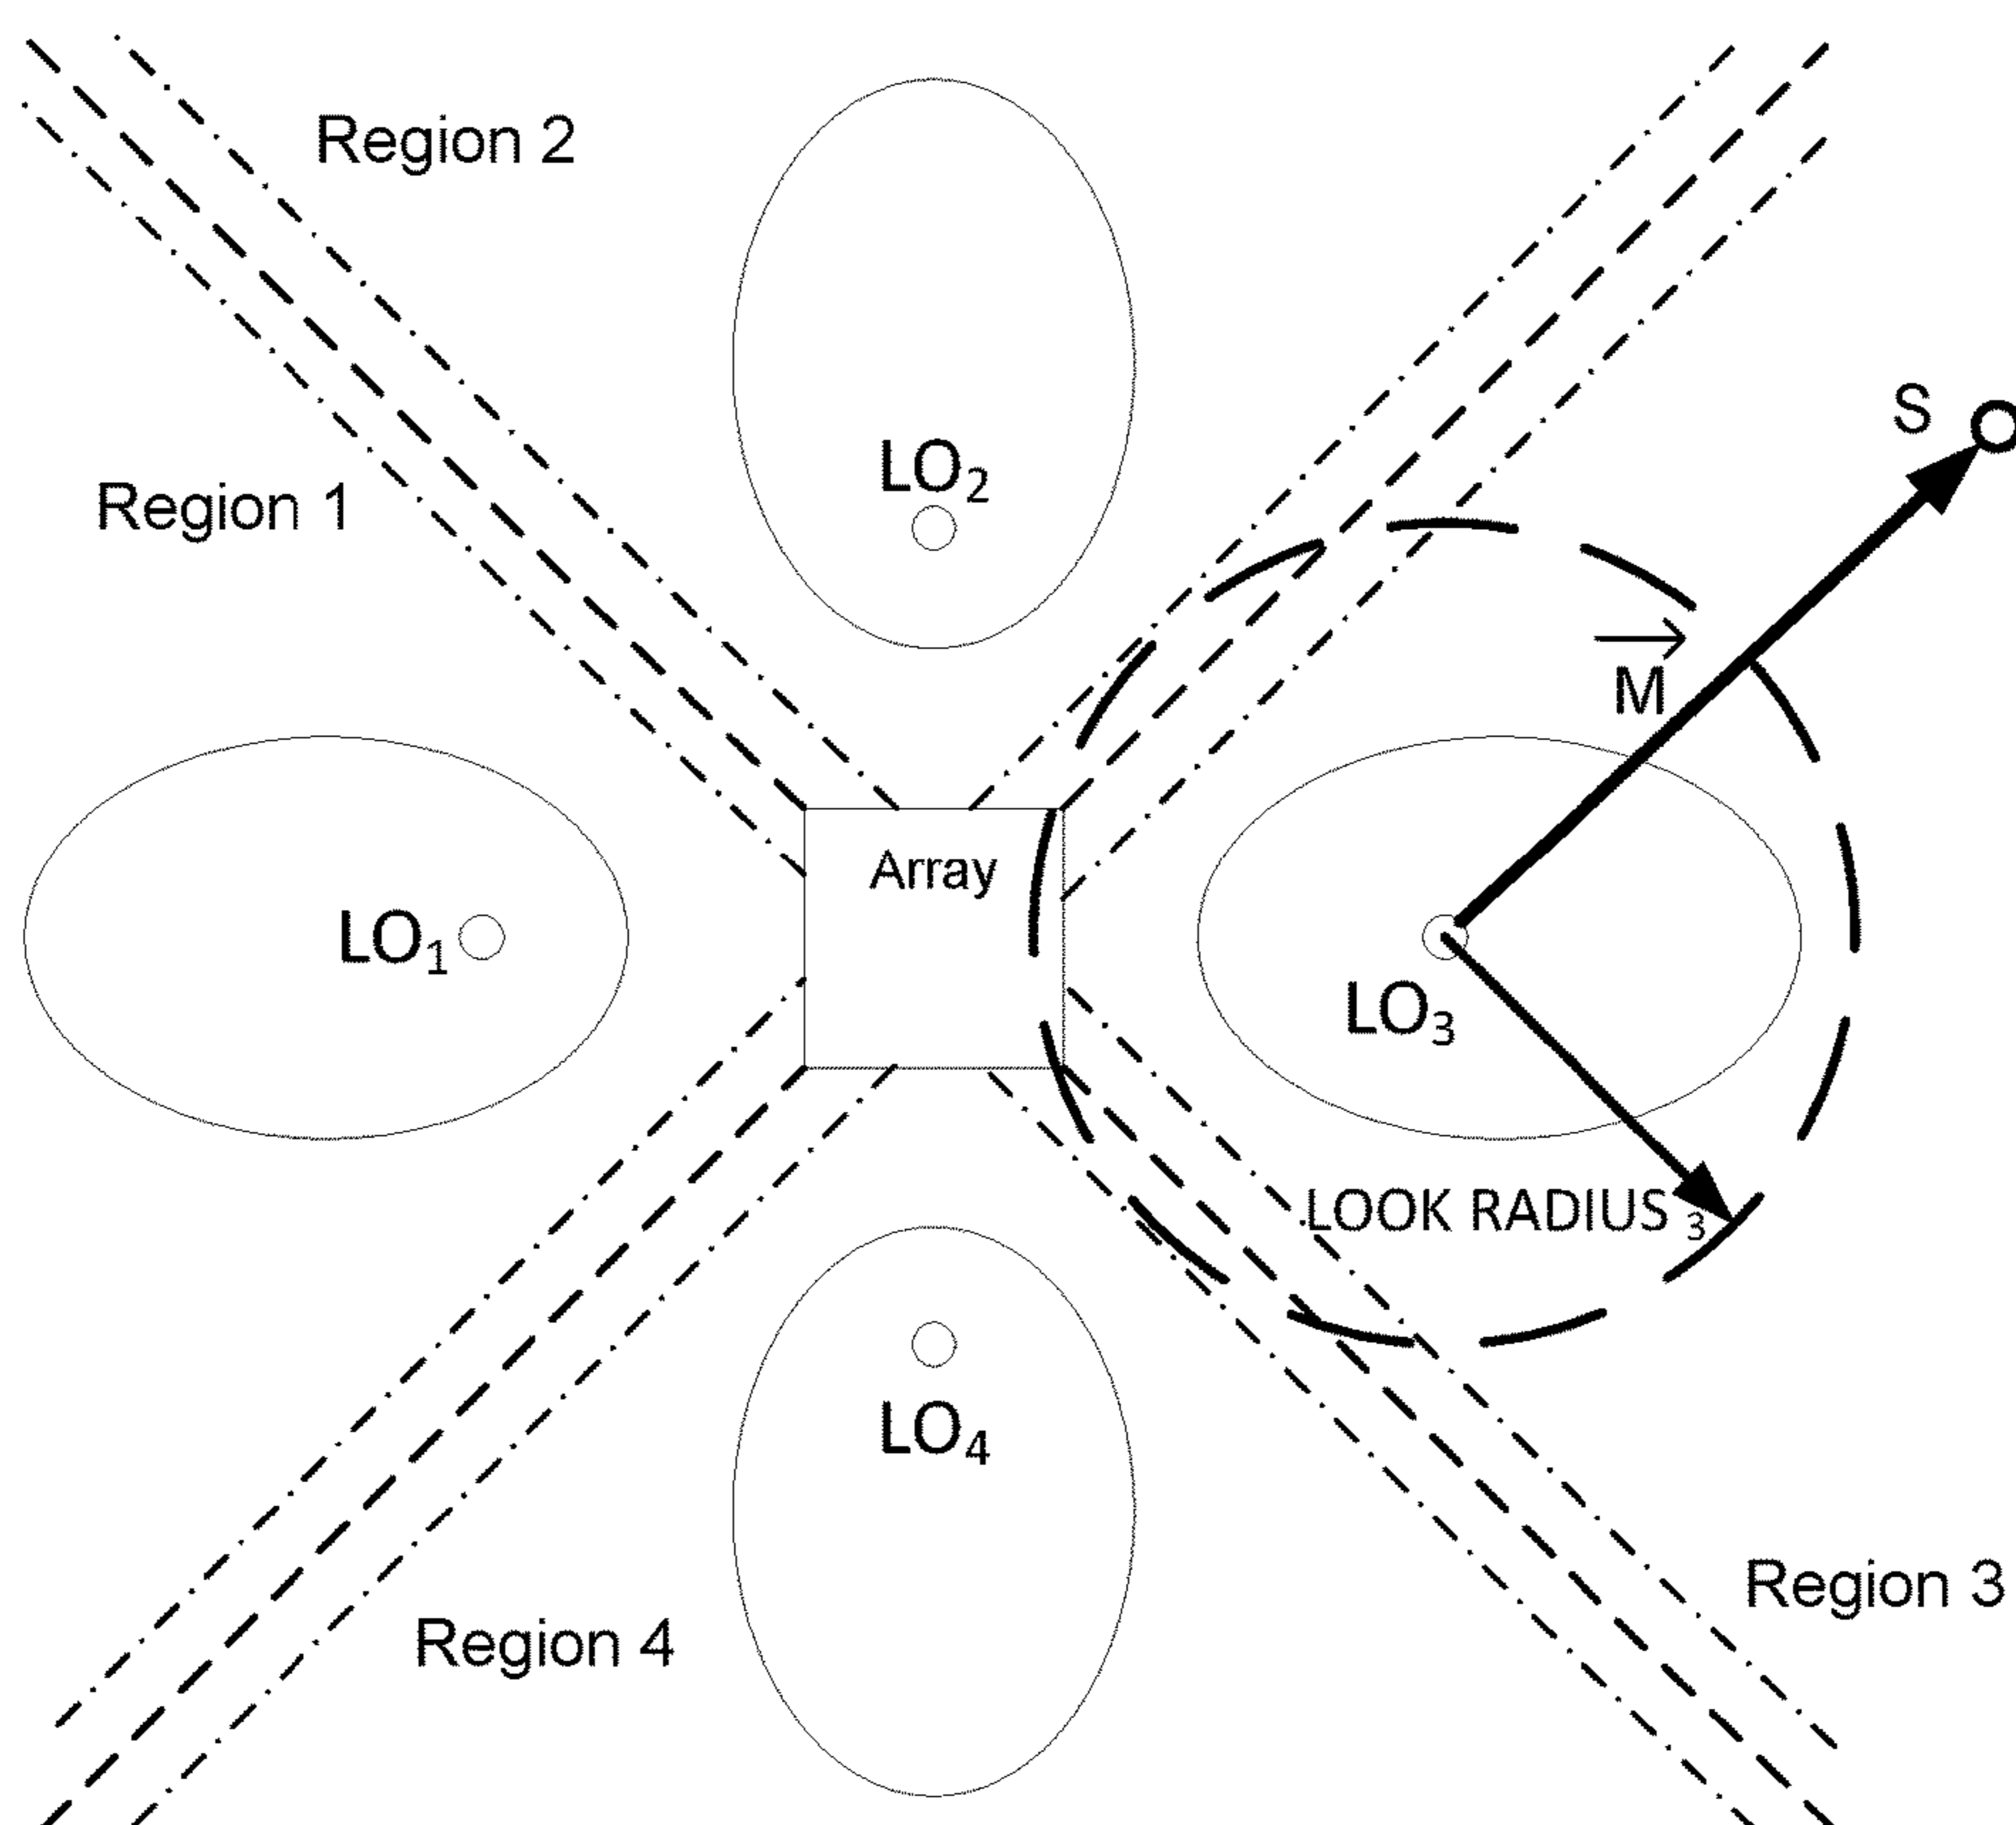 Region 2
S
LO2
Region 1
M
Array
LO1
LO3
LOOK RADIUS 3
LO4
Region 3
Region 4